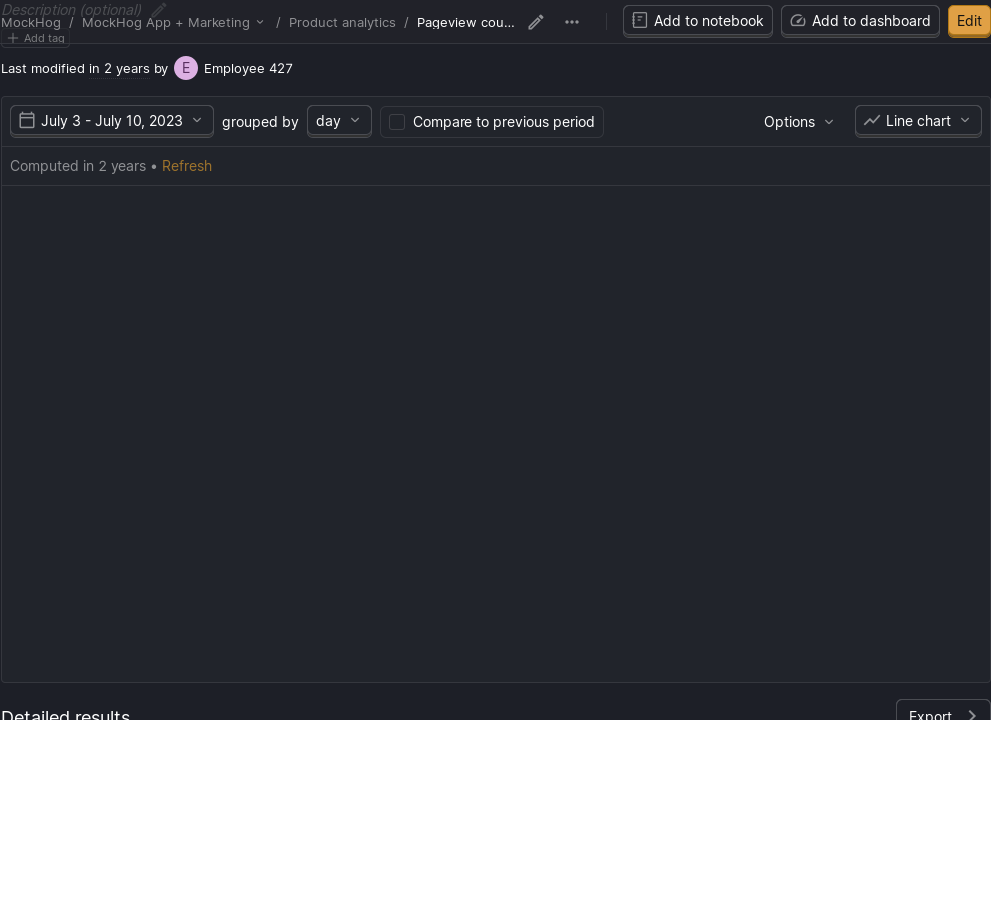 Description (optional)
MockHog / MockHog App + Marketing / Product analytics / Pageview cou... Add to notebook Add to dashboard Edit
Add tag
Last modified in 2 years by E Employee 427
July 3 - July 10, 2023 grouped by day Compare to previous period Options Line chart
Computed in 2 years • Refresh
Detailed results Export